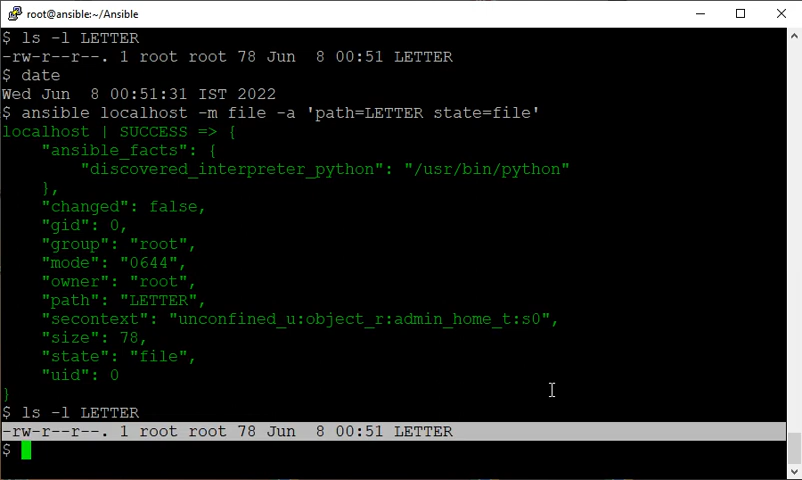 root@ansible:~/Ansible
$ ls -l LETTER
-rw-r--r--. 1 root root 78 Jun  8 00:51 LETTER
$ date
Wed Jun  8 00:51:31 IST 2022
$ ansible localhost -m file -a 'path=LETTER state=file'
localhost | SUCCESS => {
    "ansible_facts": {
        "discovered_interpreter_python": "/usr/bin/python"
    },
    "changed": false,
    "gid": 0,
    "group": "root",
    "mode": "0644",
    "owner": "root",
    "path": "LETTER",
    "secontext": "unconfined_u:object_r:admin_home_t:s0",
    "size": 78,
    "state": "file",
    "uid": 0
}
$ ls -l LETTER
-rw-r--r--. 1 root root 78 Jun  8 00:51 LETTER
$